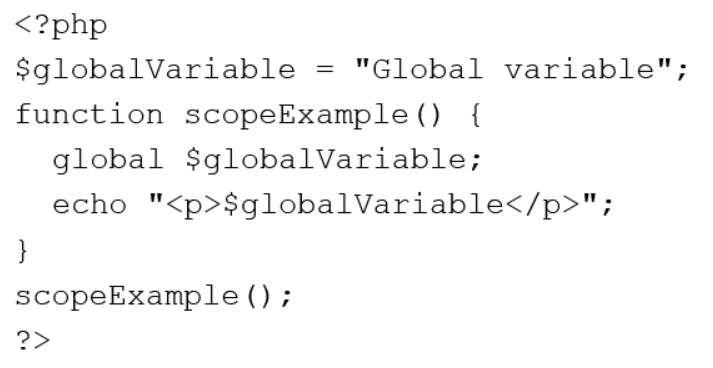 <?php
$globalVariable = "Global variable";
function scopeExample() {
  global $globalVariable;
  echo "<p>$globalVariable</p>";
}
scopeExample();
?>